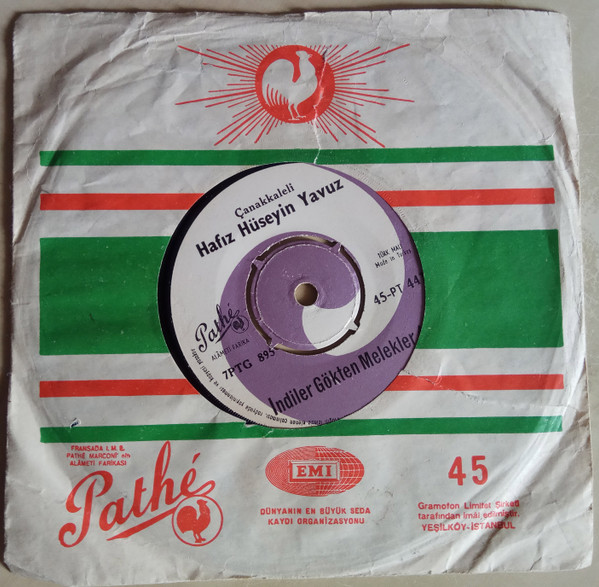 Çanakkaleli
Hafız Hüseyin Yavuz
TÜRK MALI
Made in Turkey
45-PT 44
Pathé
ALÂMETİ FARİKA
7PTG 895
İndiler Gökten Melekler
FRANSADA I. M. E.
PATHÉ MARCONİ'nin
ALÂMETİ FARİKASI
Pathé
EMI
DÜNYANIN EN BÜYÜK SEDA
KAYDI ORGANİZASYONU
45
Gramofon Limitet Şirketi
tarafından imâl edilmiştir.
YEŞİLKÖY-İSTANBUL